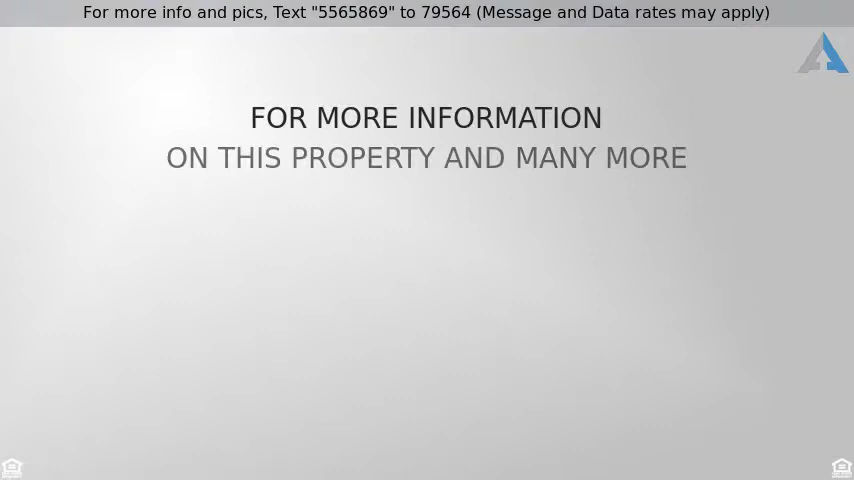 For more info and pics, Text "5565869" to 79564 (Message and Data rates may apply)
FOR MORE INFORMATION
ON THIS PROPERTY AND MANY MORE